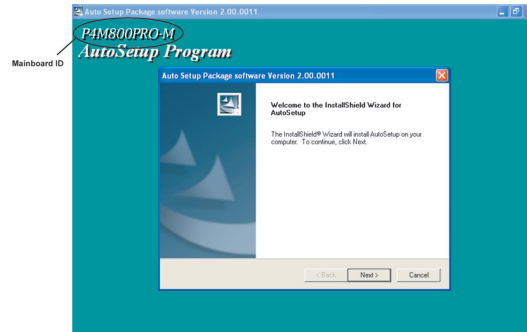 Auto Setup Package software Version 2.00.0011
P4M800PRO-M
Mainboard ID
AutoSetup Program
Auto Setup Package software Version 2.00.0011
Welcome to the InstallShield Wizard for
AutoSetup
The InstallShield® Wizard will install AutoSetup on your
computer. To continue, click Next.
< Back
Next >
Cancel